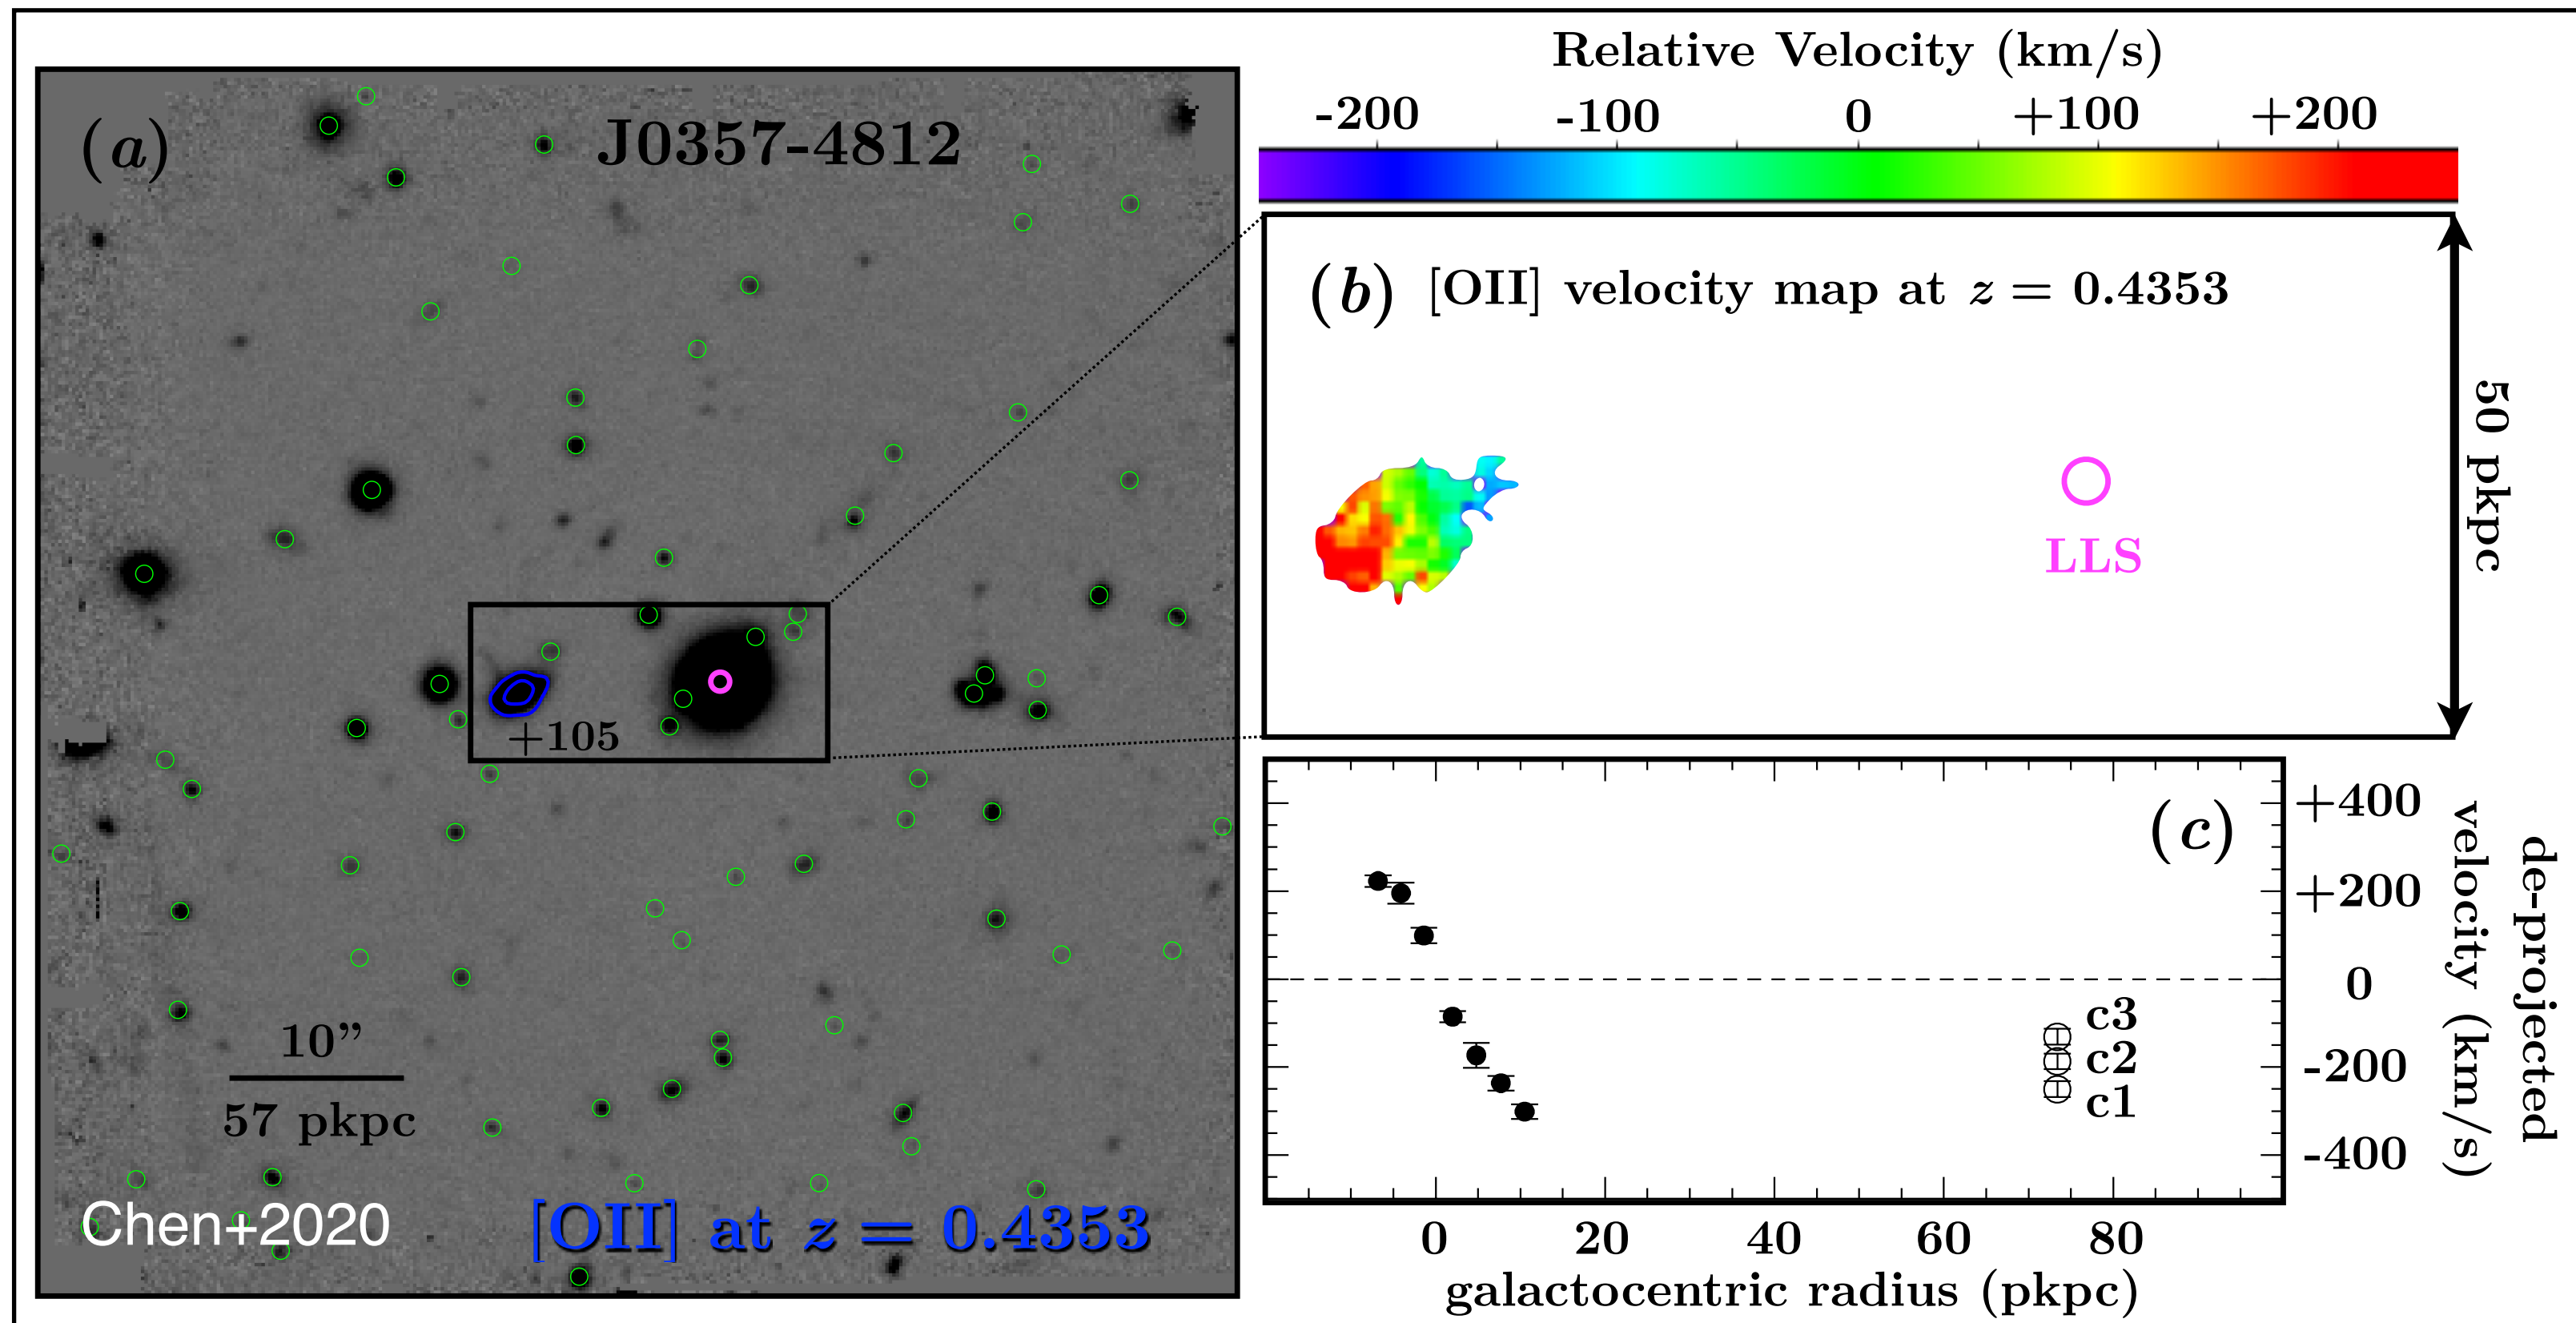 (a)
J0357-4812
+105
10”
57 pkpc
Chen+2020
[OII] at z = 0.4353
Relative Velocity (km/s)
-200 -100 0 +100 +200
(b) [OII] velocity map at z = 0.4353
LLS
50 pkpc
(c)
+400
+200
0
-200
-400
c3
c2
c1
de-projected
velocity (km/s)
0 20 40 60 80
galactocentric radius (pkpc)